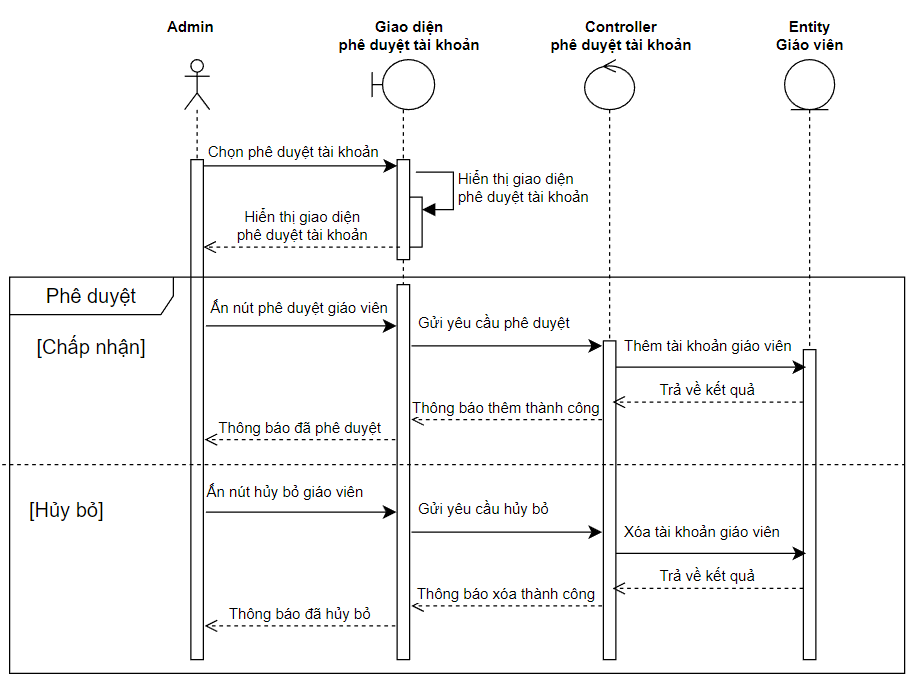 Admin
Giao diện
phê duyệt tài khoản
Controller
phê duyệt tài khoản
Entity
Giáo viên
Chọn phê duyệt tài khoản
Hiển thị giao diện
phê duyệt tài khoản
Hiển thị giao diện
phê duyệt tài khoản
Phê duyệt
[Chấp nhận]
Ấn nút phê duyệt giáo viên
Gửi yêu cầu phê duyệt
Thêm tài khoản giáo viên
Trả về kết quả
Thông báo thêm thành công
Thông báo đã phê duyệt
[Hủy bỏ]
Ấn nút hủy bỏ giáo viên
Gửi yêu cầu hủy bỏ
Xóa tài khoản giáo viên
Trả về kết quả
Thông báo xóa thành công
Thông báo đã hủy bỏ